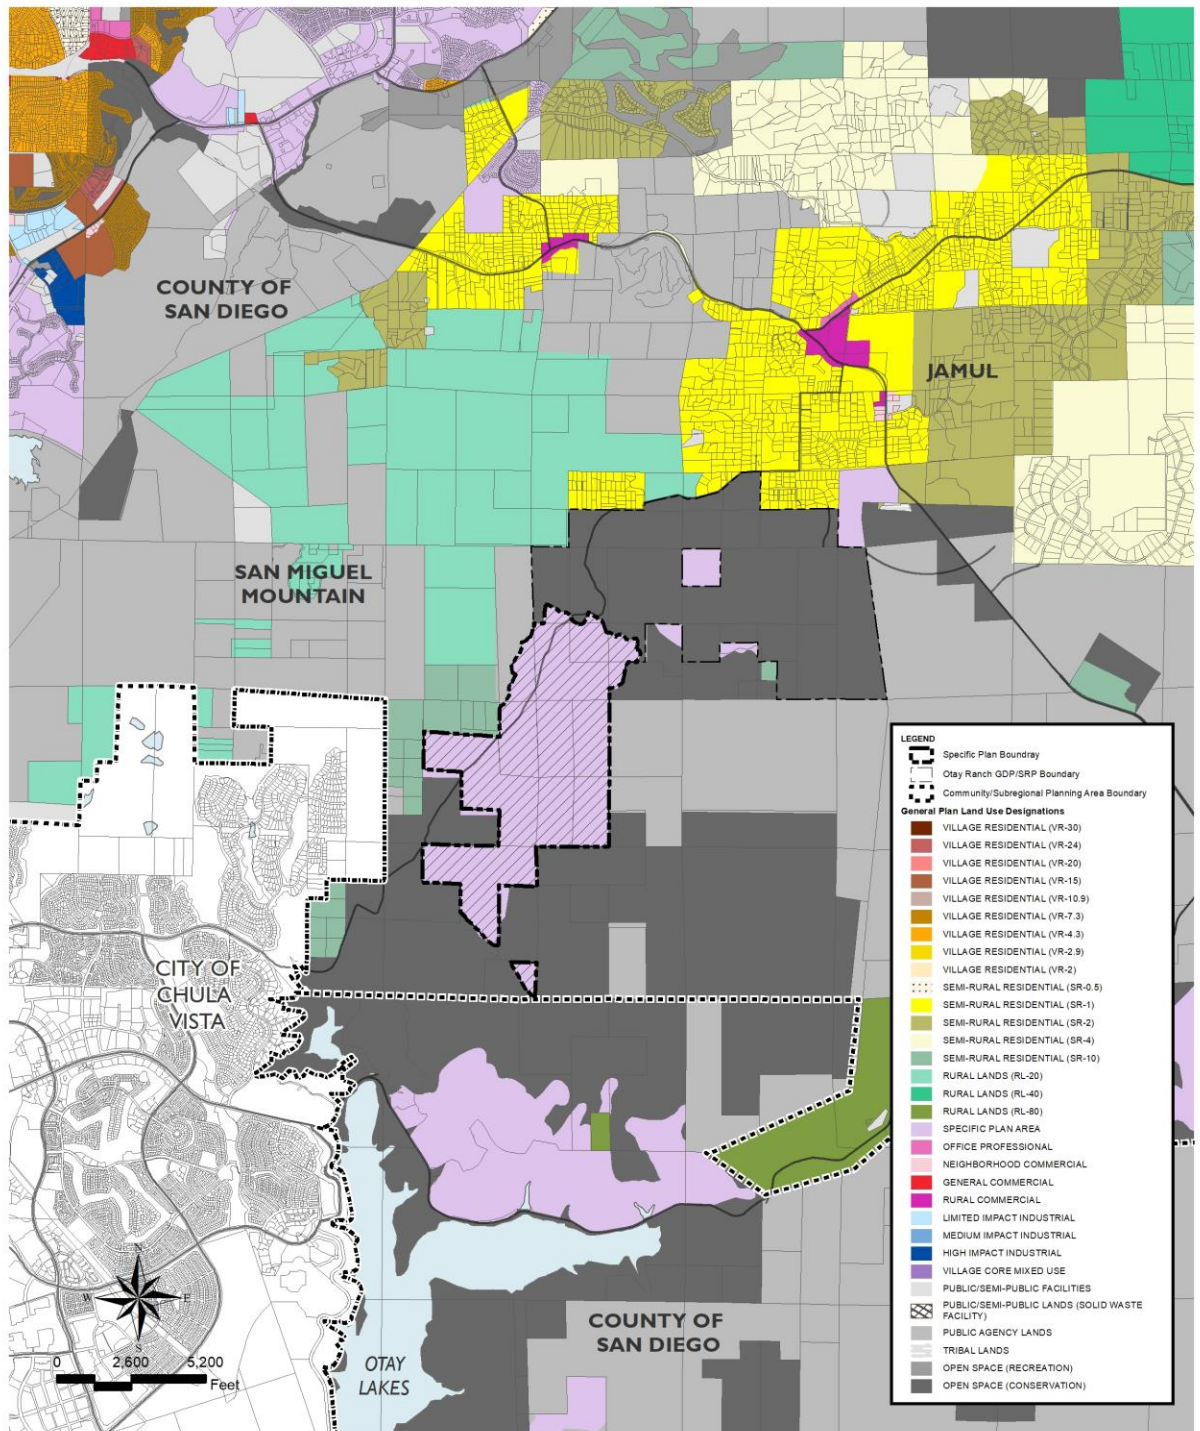 COUNTY OF
SAN DIEGO
JAMUL
SAN MIGUEL
MOUNTAIN
CITY OF
CHULA
VISTA
LEGEND
Specific Plan Boundray
Otay Ranch GDP/SRP Boundary
Community/Subregional Planning Area Boundary
General Plan Land Use Designations
VILLAGE RESIDENTIAL (VR-30)
VILLAGE RESIDENTIAL (VR-24)
VILLAGE RESIDENTIAL (VR-20)
VILLAGE RESIDENTIAL (VR-15)
VILLAGE RESIDENTIAL (VR-10.9)
VILLAGE RESIDENTIAL (VR-7.3)
VILLAGE RESIDENTIAL (VR-4.3)
VILLAGE RESIDENTIAL (VR-2.9)
VILLAGE RESIDENTIAL (VR-2)
SEMI-RURAL RESIDENTIAL (SR-0.5)
SEMI-RURAL RESIDENTIAL (SR-1)
SEMI-RURAL RESIDENTIAL (SR-2)
SEMI-RURAL RESIDENTIAL (SR-4)
SEMI-RURAL RESIDENTIAL (SR-10)
RURAL LANDS (RL-20)
RURAL LANDS (RL-40)
RURAL LANDS (RL-80)
SPECIFIC PLAN AREA
OFFICE PROFESSIONAL
NEIGHBORHOOD COMMERCIAL
GENERAL COMMERCIAL
RURAL COMMERCIAL
LIMITED IMPACT INDUSTRIAL
MEDIUM IMPACT INDUSTRIAL
HIGH IMPACT INDUSTRIAL
VILLAGE CORE MIXED USE
PUBLIC/SEMI-PUBLIC FACILITIES
PUBLIC/SEMI-PUBLIC LANDS (SOLID WASTE
FACILITY)
PUBLIC AGENCY LANDS
TRIBAL LANDS
OPEN SPACE (RECREATION)
OPEN SPACE (CONSERVATION)
N
W E
S
0 2,600 5,200
Feet
OTAY
LAKES
COUNTY OF
SAN DIEGO